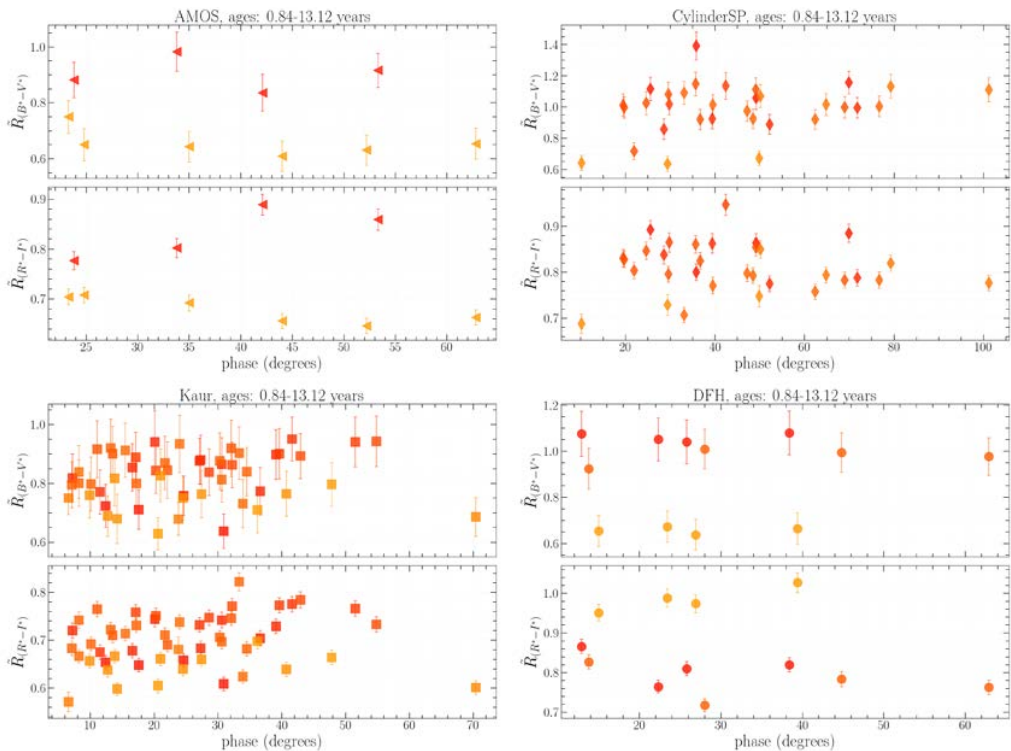 AMOS, ages: 0.84-13.12 years
1.0
0.8
0.6
R̃(B*−V*)
0.9
0.8
0.7
R̃(R*−I*)
25 30 35 40 45 50 55 60
phase (degrees)
CylinderSP, ages: 0.84-13.12 years
1.4
1.2
1.0
0.8
0.6
R̃(B*−V*)
0.9
0.8
0.7
R̃(R*−I*)
20 40 60 80 100
phase (degrees)
Kaur, ages: 0.84-13.12 years
1.0
0.8
0.6
R̃(B*−V*)
0.8
0.7
0.6
R̃(R*−I*)
10 20 30 40 50 60 70
phase (degrees)
DFH, ages: 0.84-13.12 years
1.2
1.0
0.8
0.6
R̃(B*−V*)
1.0
0.9
0.8
0.7
R̃(R*−I*)
20 30 40 50 60
phase (degrees)